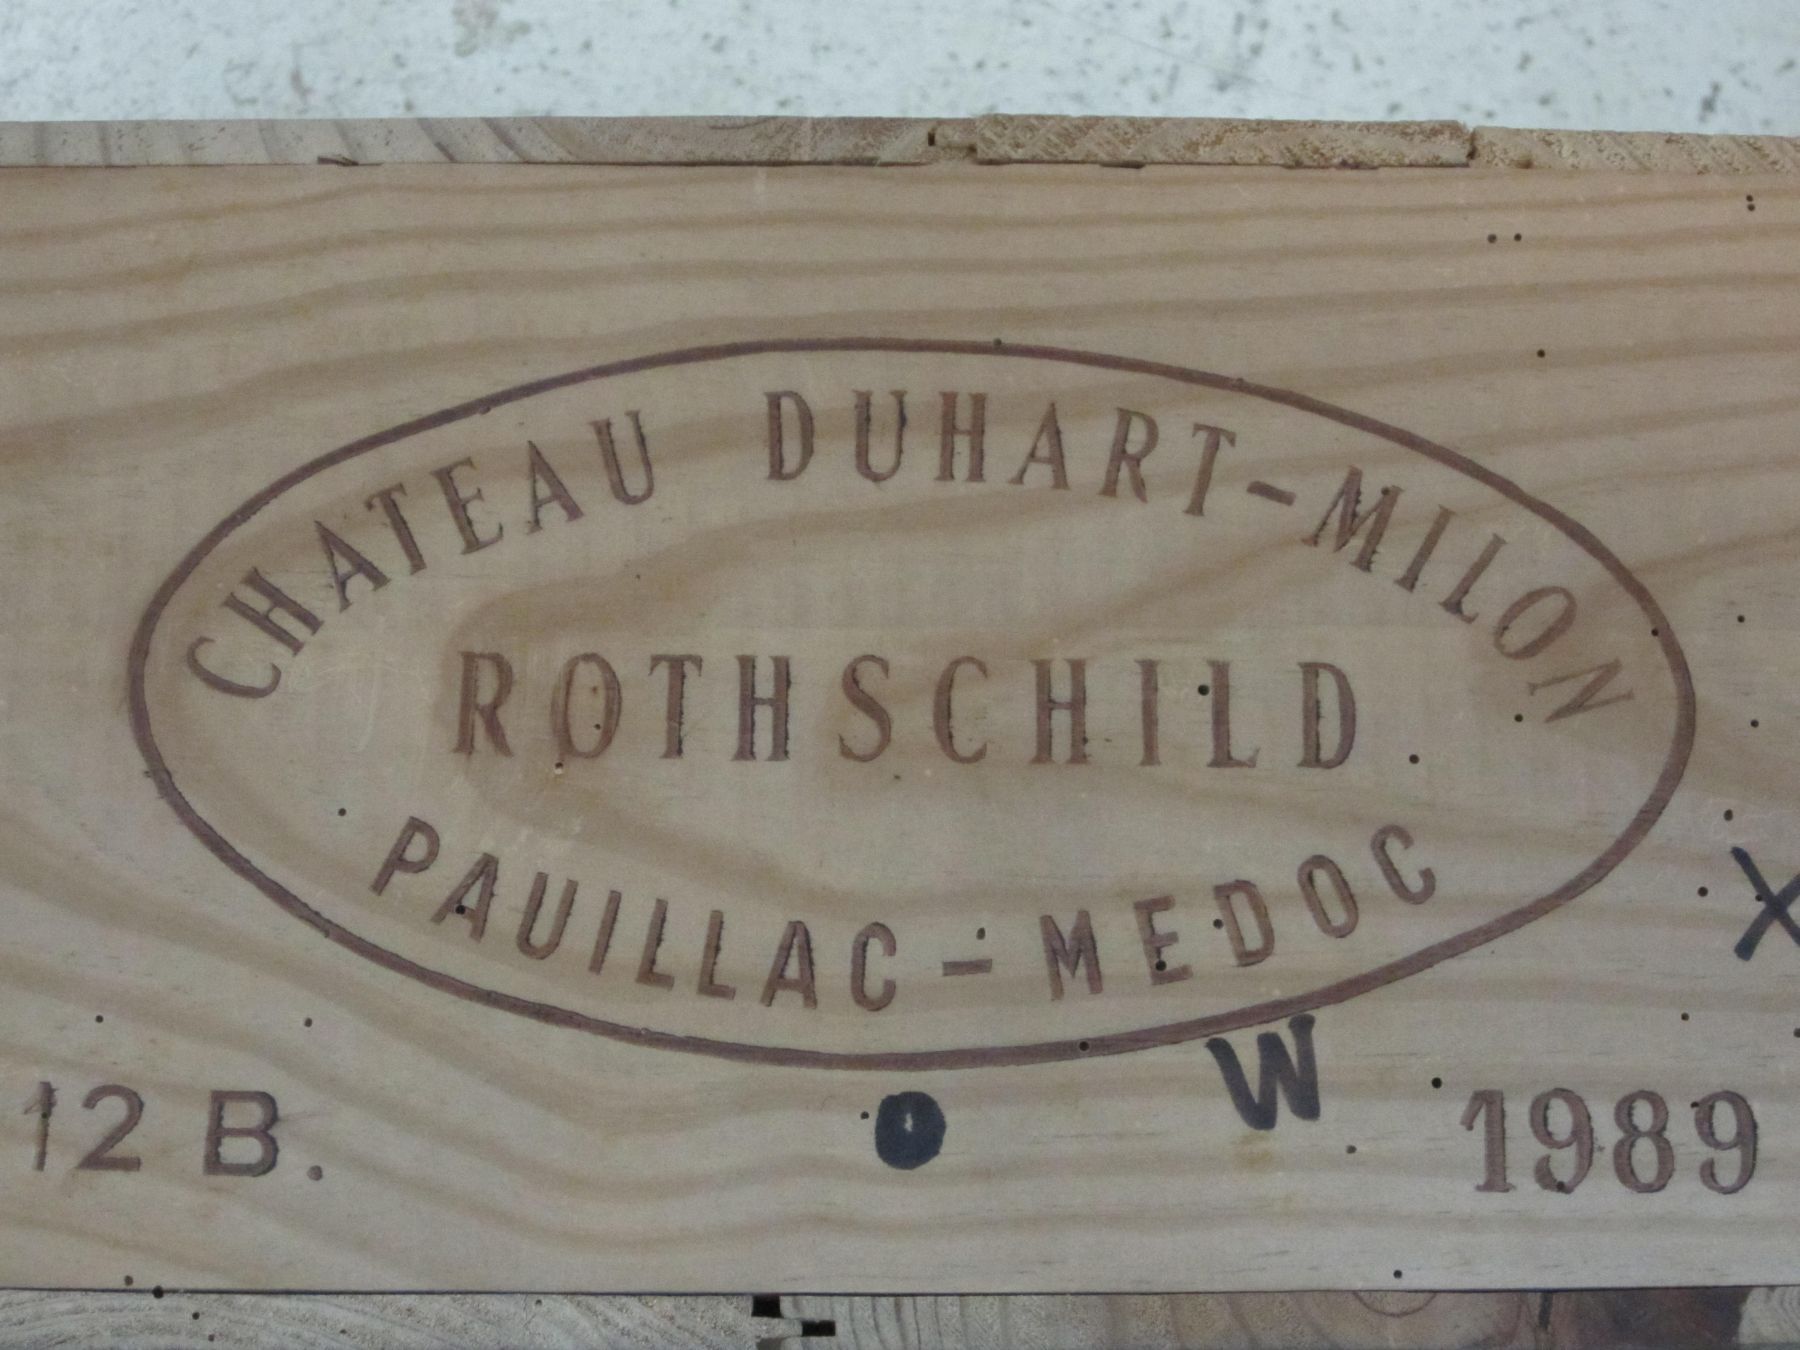 CHATEAU DUHART-MILON
ROTHSCHILD
PAUILLAC-MEDOC
W
X
12 B.
1989